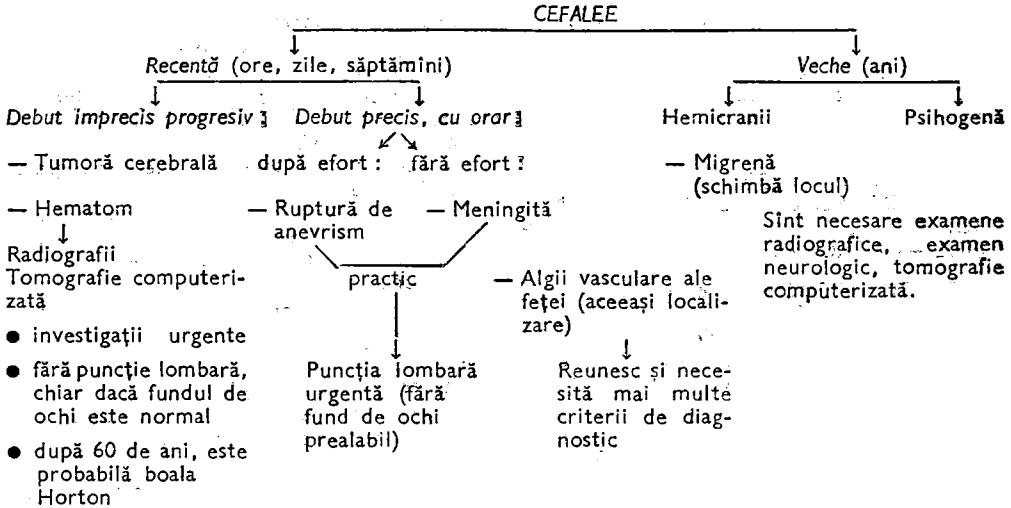 CEFALEE
Recentă (ore, zile, săptămîni)
Veche (ani)
Debut imprecis progresiv:
Debut precis, cu orar:
Hemicranii
Psihogenă
— Tumoră cerebrală
după efort:
fără efort:
— Migrenă
(schimbă locul)
— Hematom
— Ruptură de
anevrism
— Meningită
Sînt necesare examene
radiografice, examen
neurologic, tomografie
computerizată.
Radiografii
Tomografie computeri-
zată
practic
— Algii vasculare ale
feței (aceeași locali-
zare)
● investigații urgente
● fără puncție lombară,
chiar dacă fundul de
ochi este normal
● după 60 de ani, este
probabilă boala
Horton
Puncția lombară
urgentă (fără
fund de ochi
prealabil)
Reunesc și nece-
sită mai multe
criterii de diag-
nostic